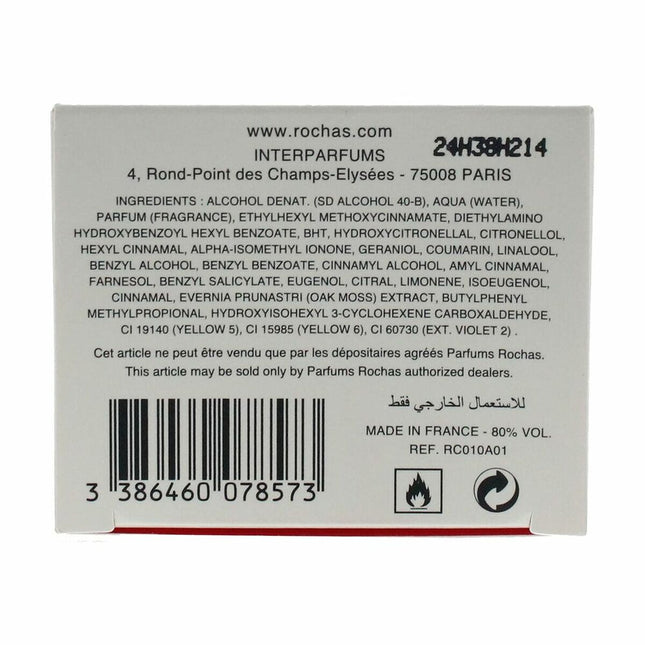 www.rochas.com
24H38H214
INTERPARFUMS
4, Rond-Point des Champs-Elysées - 75008 PARIS
INGREDIENTS : ALCOHOL DENAT. (SD ALCOHOL 40-B), AQUA (WATER),
PARFUM (FRAGRANCE), ETHYLHEXYL METHOXYCINNAMATE, DIETHYLAMINO
HYDROXYBENZOYL HEXYL BENZOATE, BHT, HYDROXYCITRONELLAL, CITRONELLOL,
HEXYL CINNAMAL, ALPHA-ISOMETHYL IONONE, GERANIOL, COUMARIN, LINALOOL,
BENZYL ALCOHOL, BENZYL BENZOATE, CINNAMYL ALCOHOL, AMYL CINNAMAL,
FARNESOL, BENZYL SALICYLATE, EUGENOL, CITRAL, LIMONENE, ISOEUGENOL,
CINNAMAL, EVERNIA PRUNASTRI (OAK MOSS) EXTRACT, BUTYLPHENYL
METHYLPROPIONAL, HYDROXYISOHEXYL 3-CYCLOHEXENE CARBOXALDEHYDE,
CI 19140 (YELLOW 5), CI 15985 (YELLOW 6), CI 60730 (EXT. VIOLET 2) .
Cet article ne peut être vendu que par les dépositaires agréés Parfums Rochas.
This article may be sold only by Parfums Rochas authorized dealers.
للاستعمال الخارجي فقط
MADE IN FRANCE - 80% VOL.
REF. RC010A01
3 386460 078573